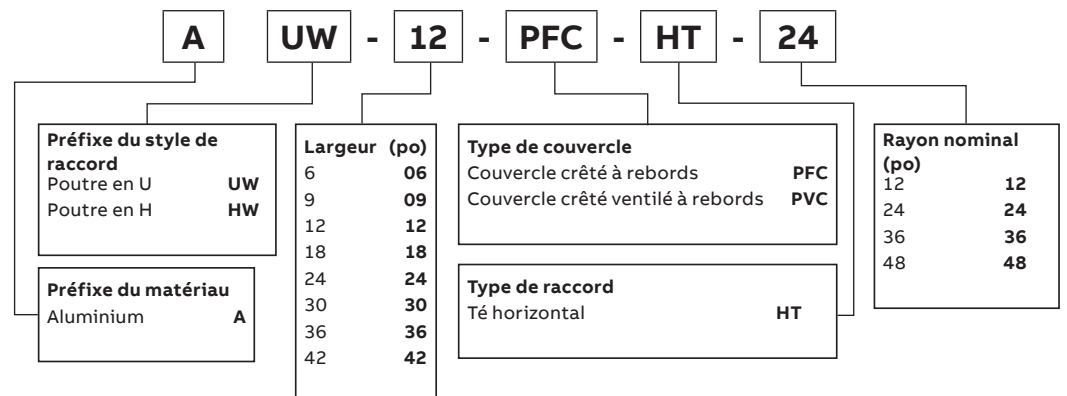 A UW - 12 - PFC - HT - 24
Préfixe du style de
raccord
Poutre en U UW
Poutre en H HW
Préfixe du matériau
Aluminium A
Largeur (po)
6 06
9 09
12 12
18 18
24 24
30 30
36 36
42 42
Type de couvercle
Couvercle crêté à rebords PFC
Couvercle crêté ventilé à rebords PVC
Type de raccord
Té horizontal HT
Rayon nominal
(po)
12 12
24 24
36 36
48 48